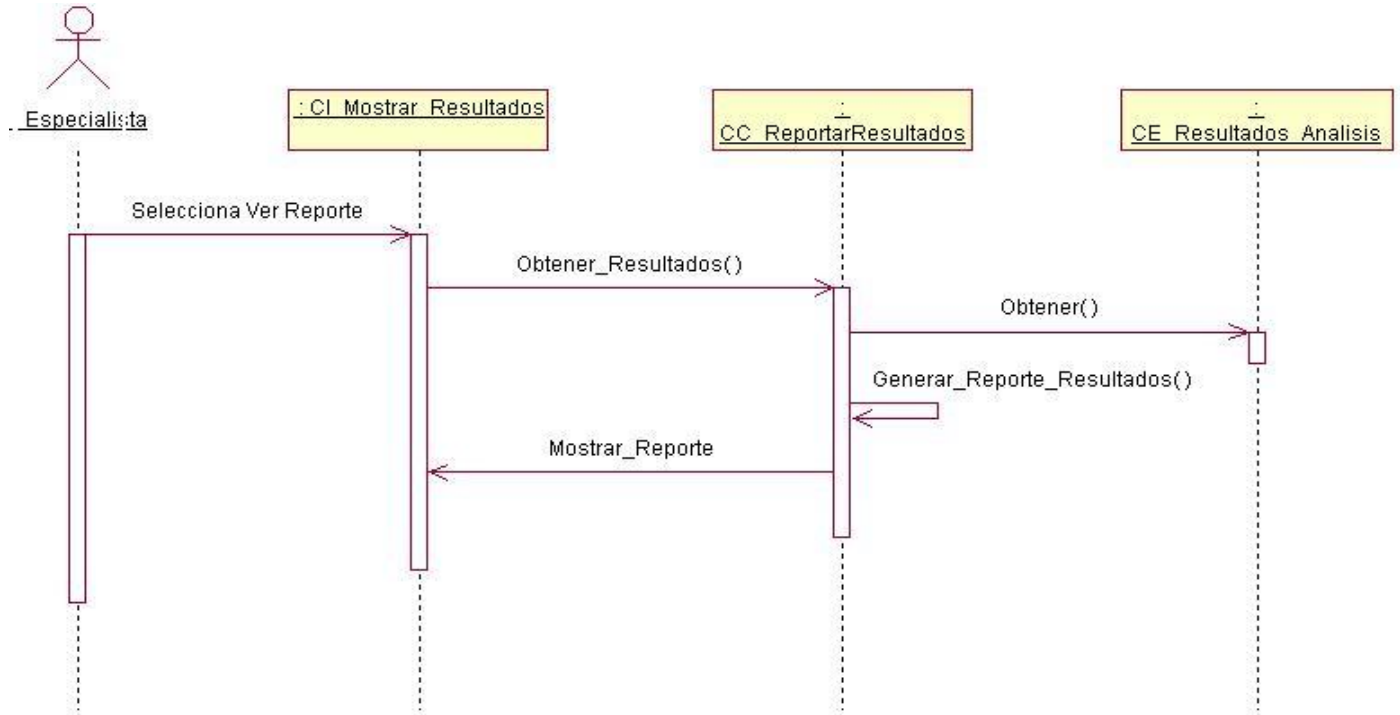 : Especialista
: CI_Mostrar_Resultados
:
CC_ReportarResultados
:
CE_Resultados_Analisis
Selecciona Ver Reporte
Obtener_Resultados()
Obtener()
Generar_Reporte_Resultados()
Mostrar_Reporte